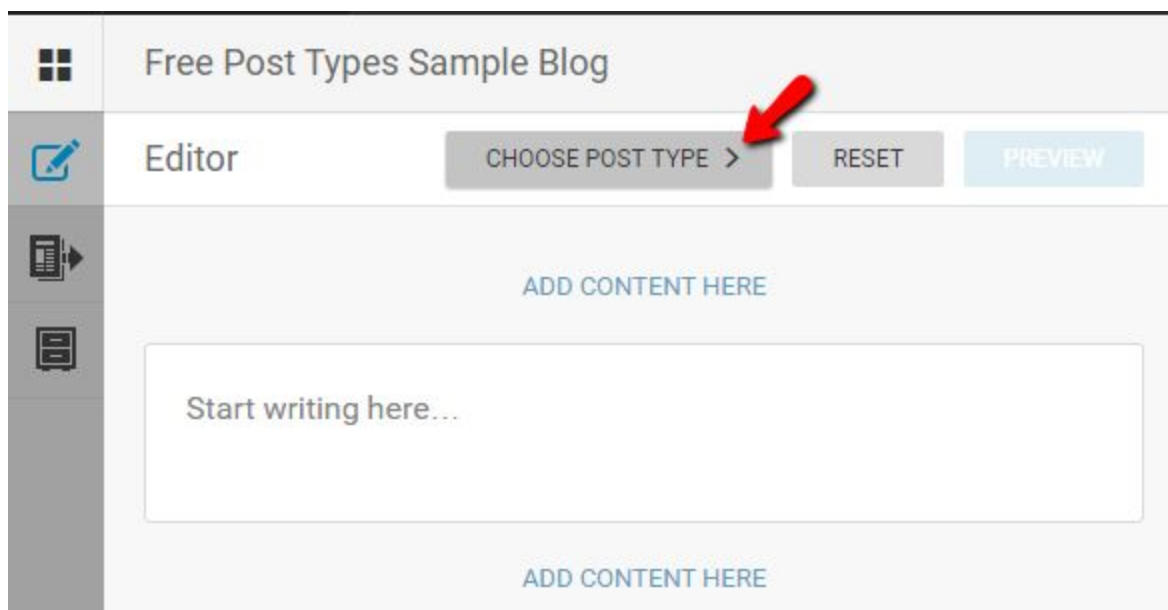 Free Post Types Sample Blog
Editor CHOOSE POST TYPE > RESET PREVIEW
ADD CONTENT HERE
Start writing here...
ADD CONTENT HERE